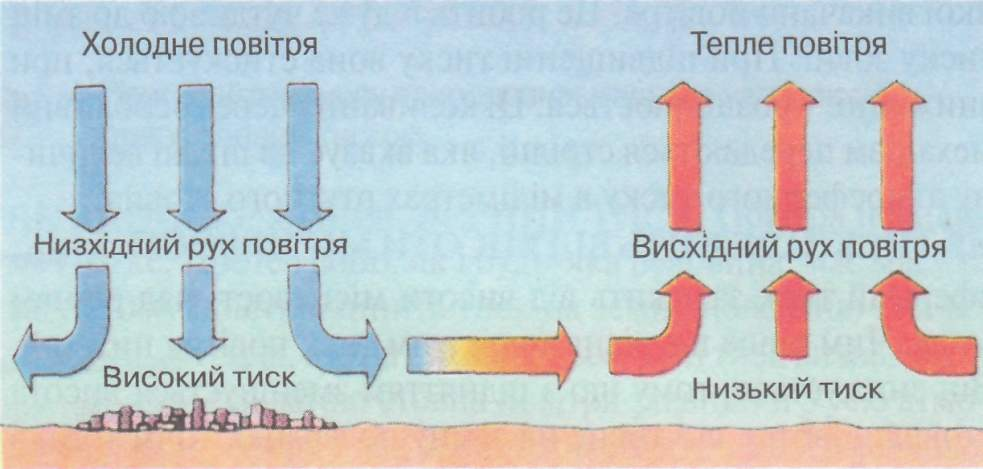 Холодне повітря
Тепле повітря
Низхідний рух повітря
Висхідний рух повітря
Високий тиск
Низький тиск